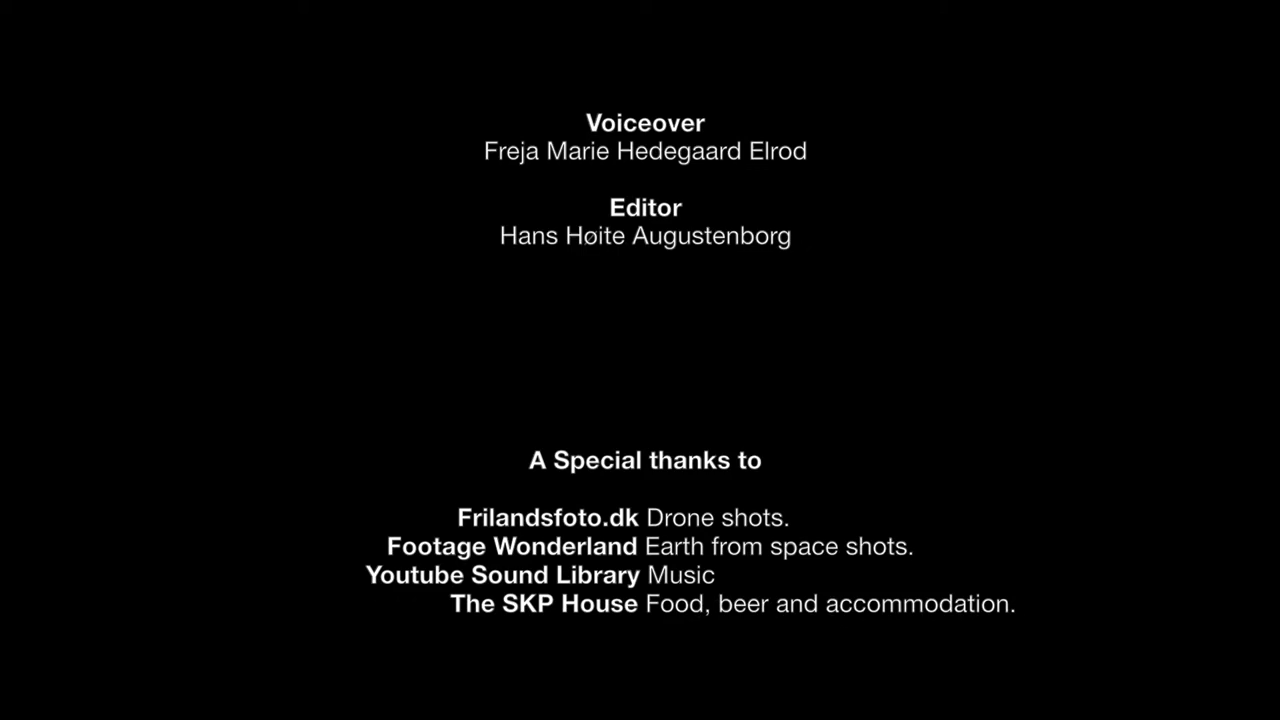 Voiceover
Freja Marie Hedegaard Elrod
Editor
Hans Høite Augustenborg
A Special thanks to
Frilandsfoto.dk Drone shots.
Footage Wonderland Earth from space shots.
Youtube Sound Library Music
The SKP House Food, beer and accommodation.